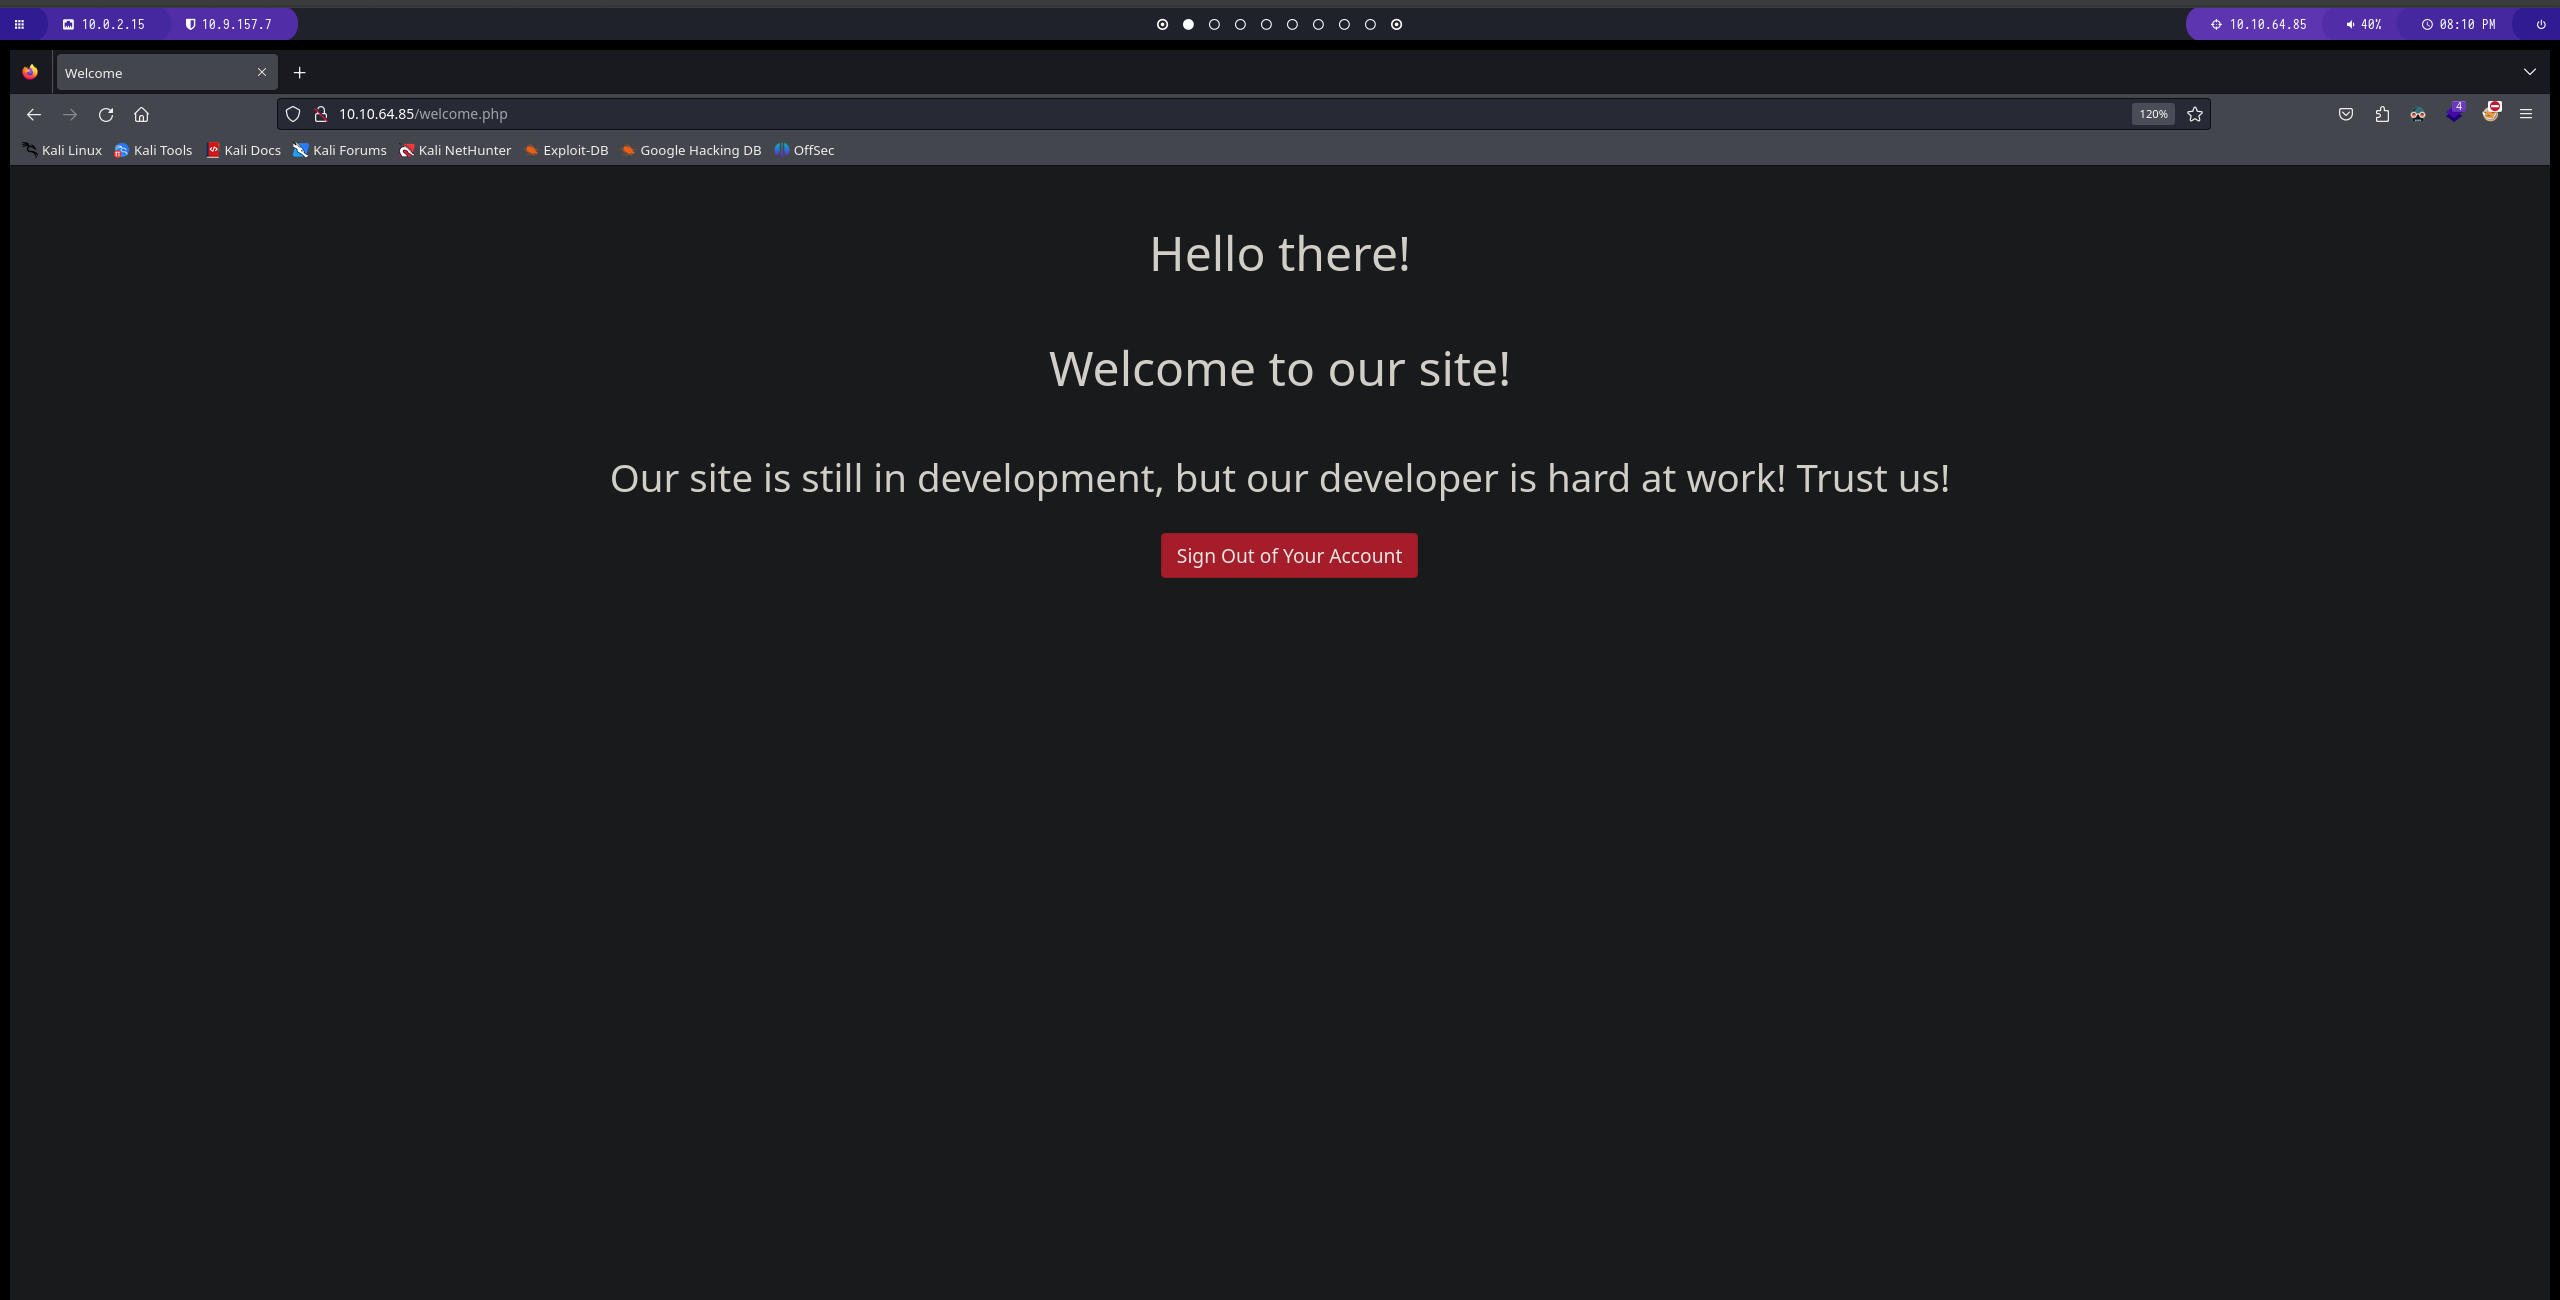 10.0.2.15 10.9.157.7 10.10.64.85 40% 08:10 PM
Welcome
10.10.64.85/welcome.php 120% 4
Kali Linux Kali Tools Kali Docs Kali Forums Kali NetHunter Exploit-DB Google Hacking DB OffSec
Hello there!
Welcome to our site!
Our site is still in development, but our developer is hard at work! Trust us!
Sign Out of Your Account